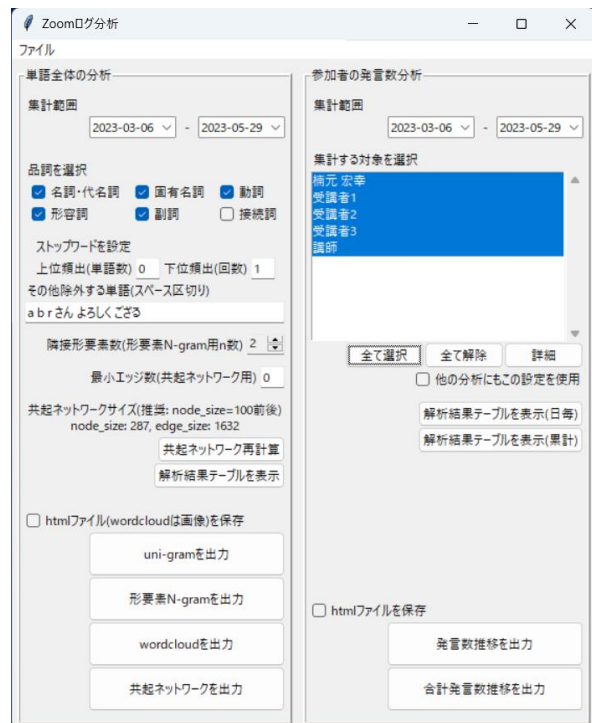 Zoomログ分析
ファイル
単語全体の分析
集計範囲
2023-03-06 - 2023-05-29
品詞を選択
名詞・代名詞 固有名詞 動詞
形容詞 副詞 接続詞
ストップワードを設定
上位頻出(単語数) 0 下位頻出(回数) 1
その他除外する単語(スペース区切り)
a b r さん よろしく ござる
隣接形要素数(形要素N-gram用n数) 2
最小エッジ数(共起ネットワーク用) 0
共起ネットワークサイズ(推奨: node_size=100前後)
node_size: 287, edge_size: 1632
共起ネットワーク再計算
解析結果テーブルを表示
htmlファイル(wordcloudは画像)を保存
uni-gramを出力
形要素N-gramを出力
wordcloudを出力
共起ネットワークを出力
参加者の発言数分析
集計範囲
2023-03-06 - 2023-05-29
集計する対象を選択
楠元 宏幸
受講者1
受講者2
受講者3
講師
全て選択 全て解除 詳細
他の分析にもこの設定を使用
解析結果テーブルを表示(日毎)
解析結果テーブルを表示(累計)
htmlファイルを保存
発言数推移を出力
合計発言数推移を出力